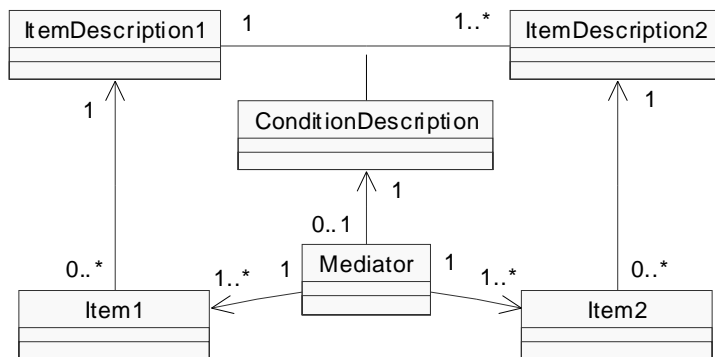 ItemDescription1
1
1..*
ItemDescription2
1
1
ConditionDescription
1
0..1
0..*
1..*
1
Mediator
1
1..*
0..*
Item1
Item2